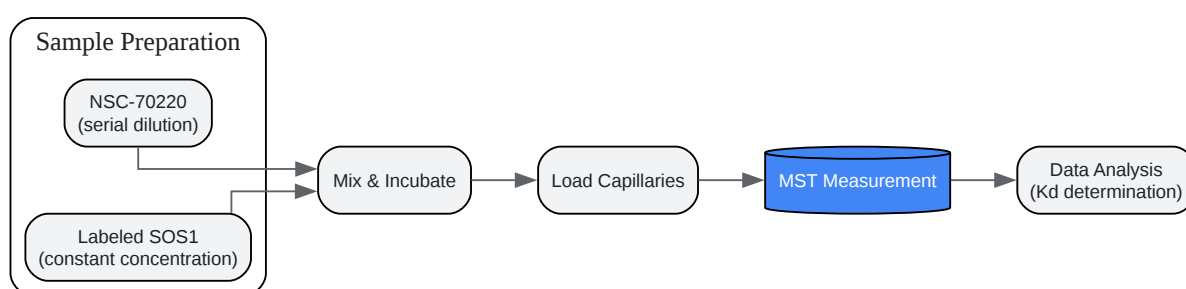 Sample Preparation
NSC-70220
(serial dilution)
Labeled SOS1
(constant concentration)
Mix & Incubate
Load Capillaries
MST Measurement
Data Analysis
(Kd determination)